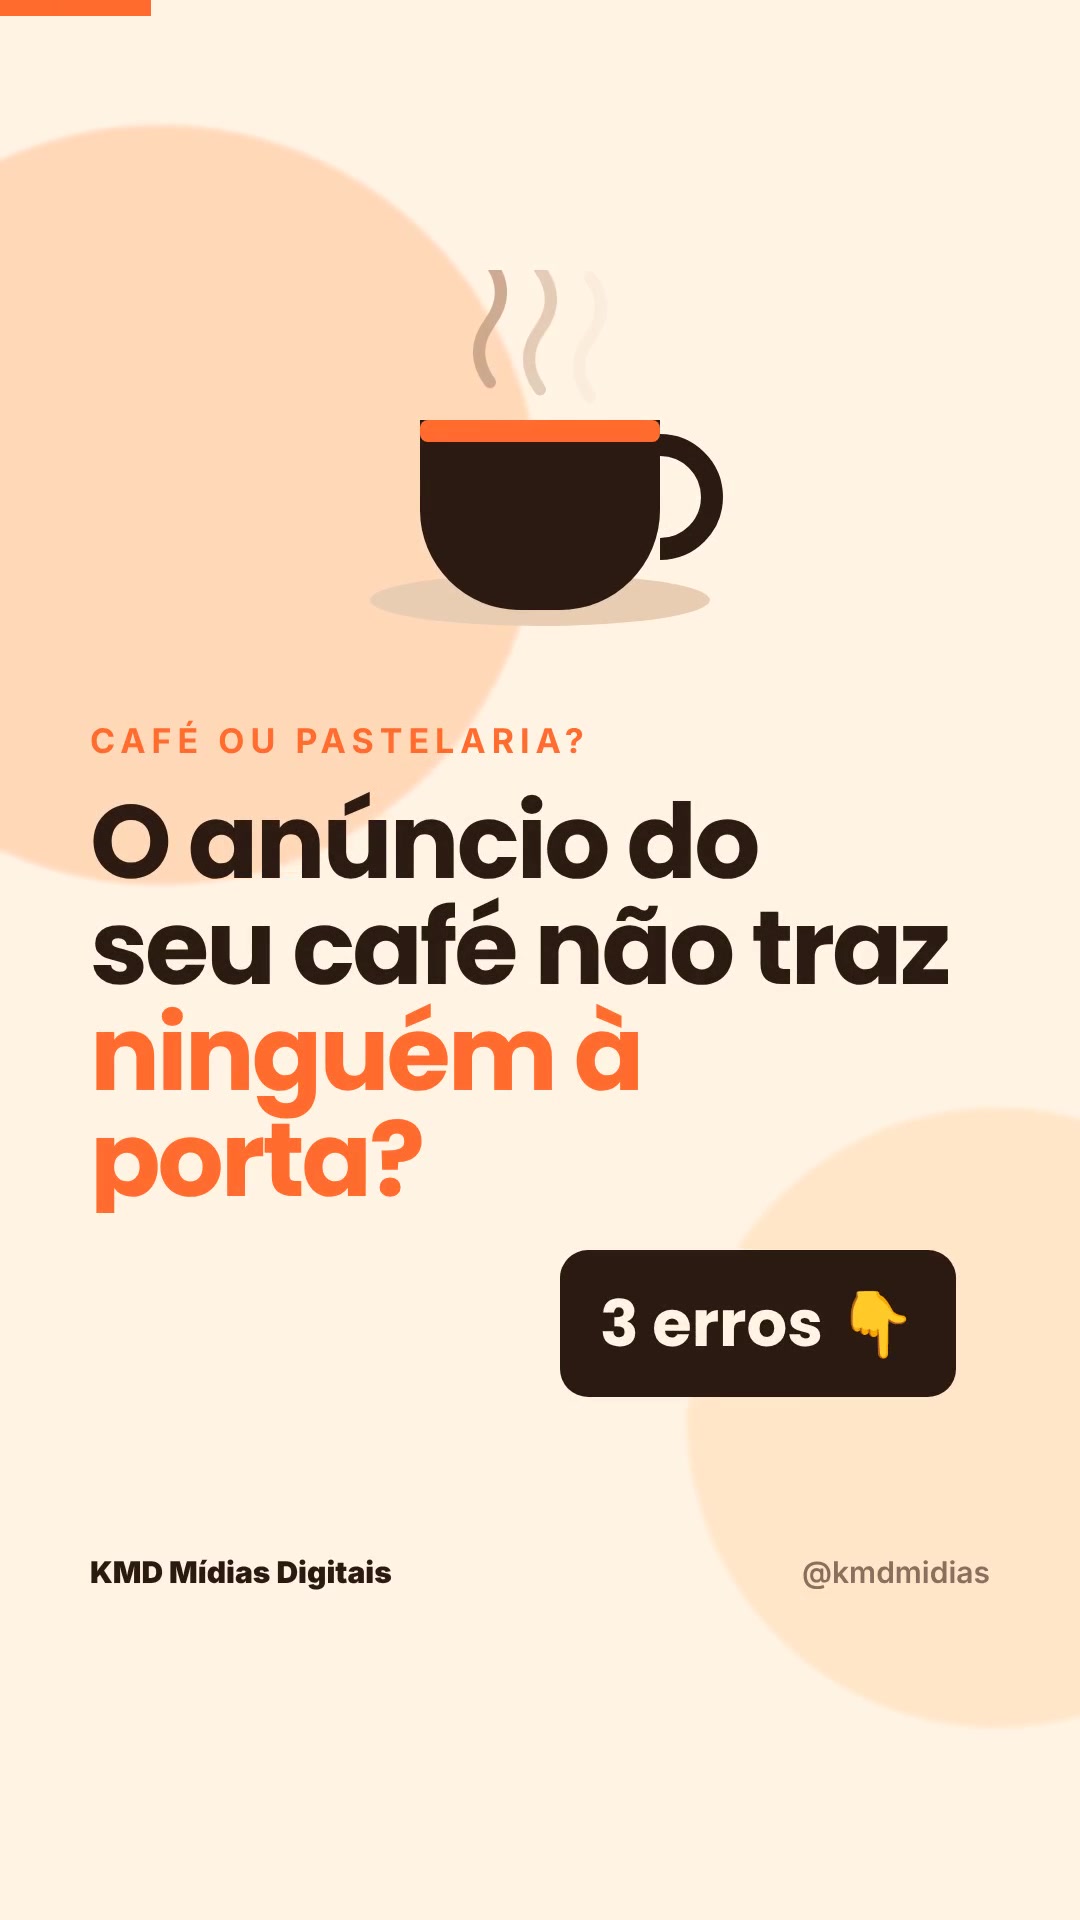 CAFÉ OU PASTELARIA?
O anúncio do
seu café não traz
ninguém à
porta?
3 erros 👇
KMD Mídias Digitais
@kmdmidias